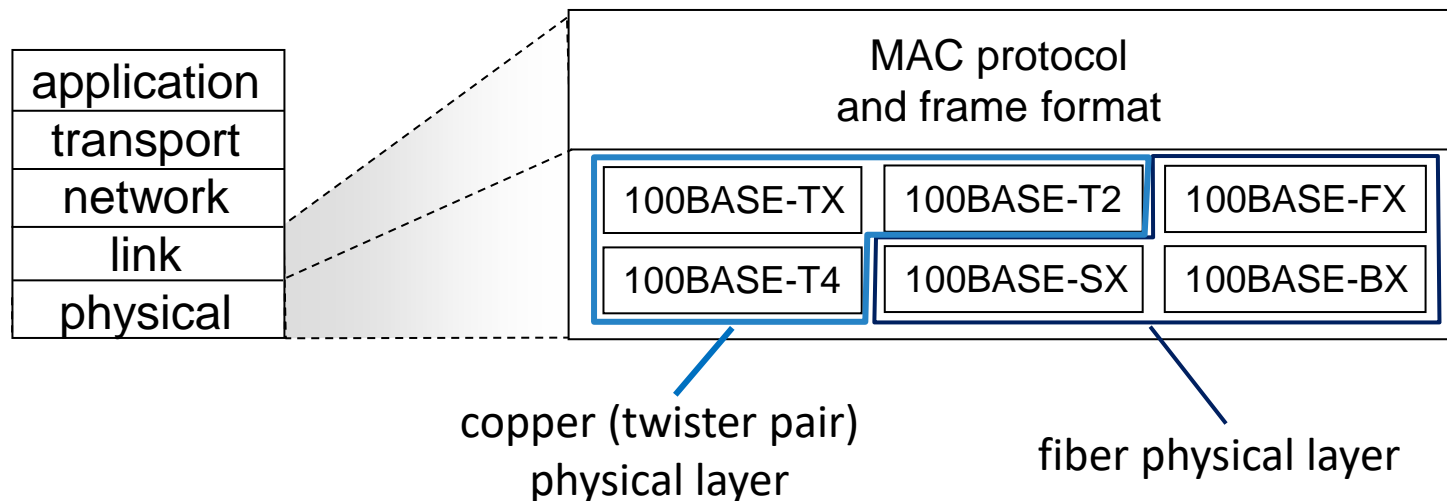 application
transport
network
link
physical
MAC protocol
and frame format
100BASE-TX
100BASE-T2
100BASE-FX
100BASE-T4
100BASE-SX
100BASE-BX
copper (twister pair)
physical layer
fiber physical layer